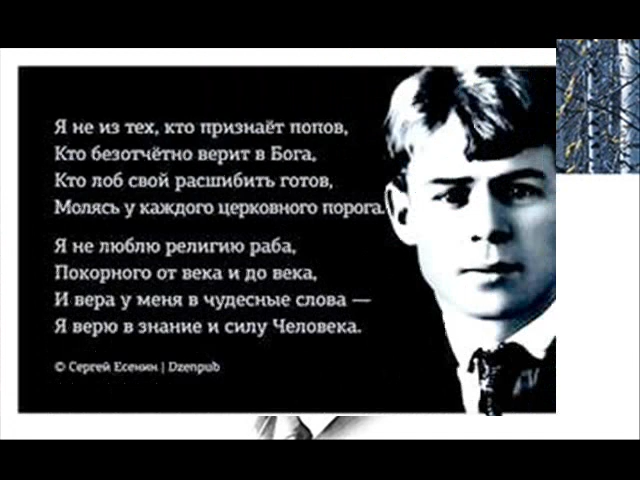 Я не из тех, кто признаёт попов,
Кто безотчётно верит в Бога,
Кто лоб свой расшибить готов,
Молясь у каждого церковного порога.
Я не люблю религию раба,
Покорного от века и до века,
И вера у меня в чудесные слова —
Я верю в знание и силу Человека.
© Сергей Есенин | Dzenpub